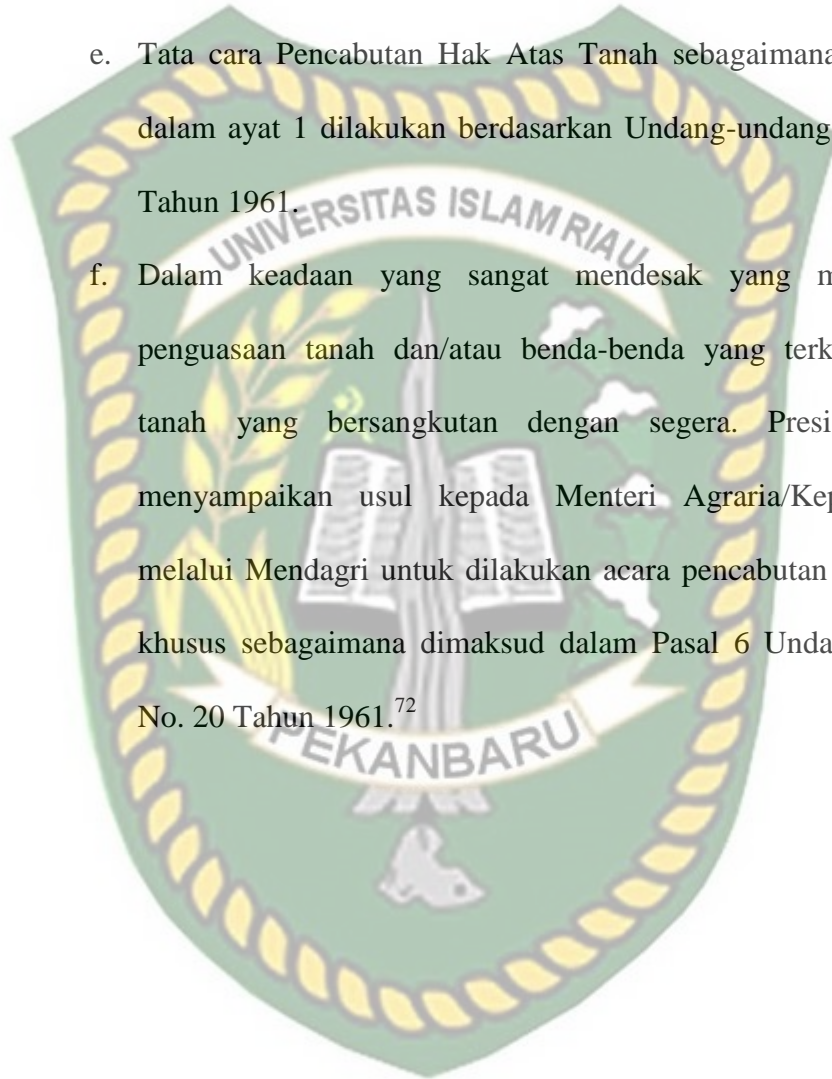 e. Tata cara Pencabutan Hak Atas Tanah sebagaimana
dalam ayat 1 dilakukan berdasarkan Undang-undang
Tahun 1961.
UNIVERSITAS ISLAM RIAU
f. Dalam keadaan yang sangat mendesak yang
penguasaan tanah dan/atau benda-benda yang
tanah yang bersangkutan dengan segera.
menyampaikan usul kepada Menteri
melalui Mendagri untuk dilakukan acara pencabutan
khusus sebagaimana dimaksud dalam Pasal 6
No. 20 Tahun 1961.72
PEKANBARU